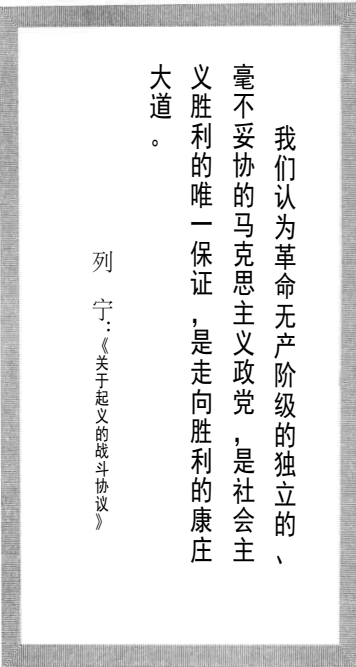 我们认为革命无产阶级的独立的、
毫不妥协的马克思主义政党，是社会主
义胜利的唯一保证，是走向胜利的康庄
大道。
列宁：《关于起义的战斗协议》